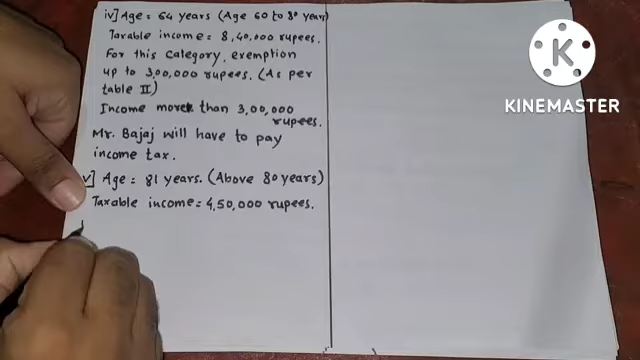 iv] Age = 64 years (Age 60 to 80 years)
Taxable income = 8,40,000 rupees.
For this category, exemption
up to 3,00,000 rupees. (As per
table II)
Income more than 3,00,000
rupees.
Mr. Bajaj will have to pay
income tax.
v] Age = 81 years. (Above 80 years)
Taxable income = 4,50,000 rupees.
K
KINEMASTER